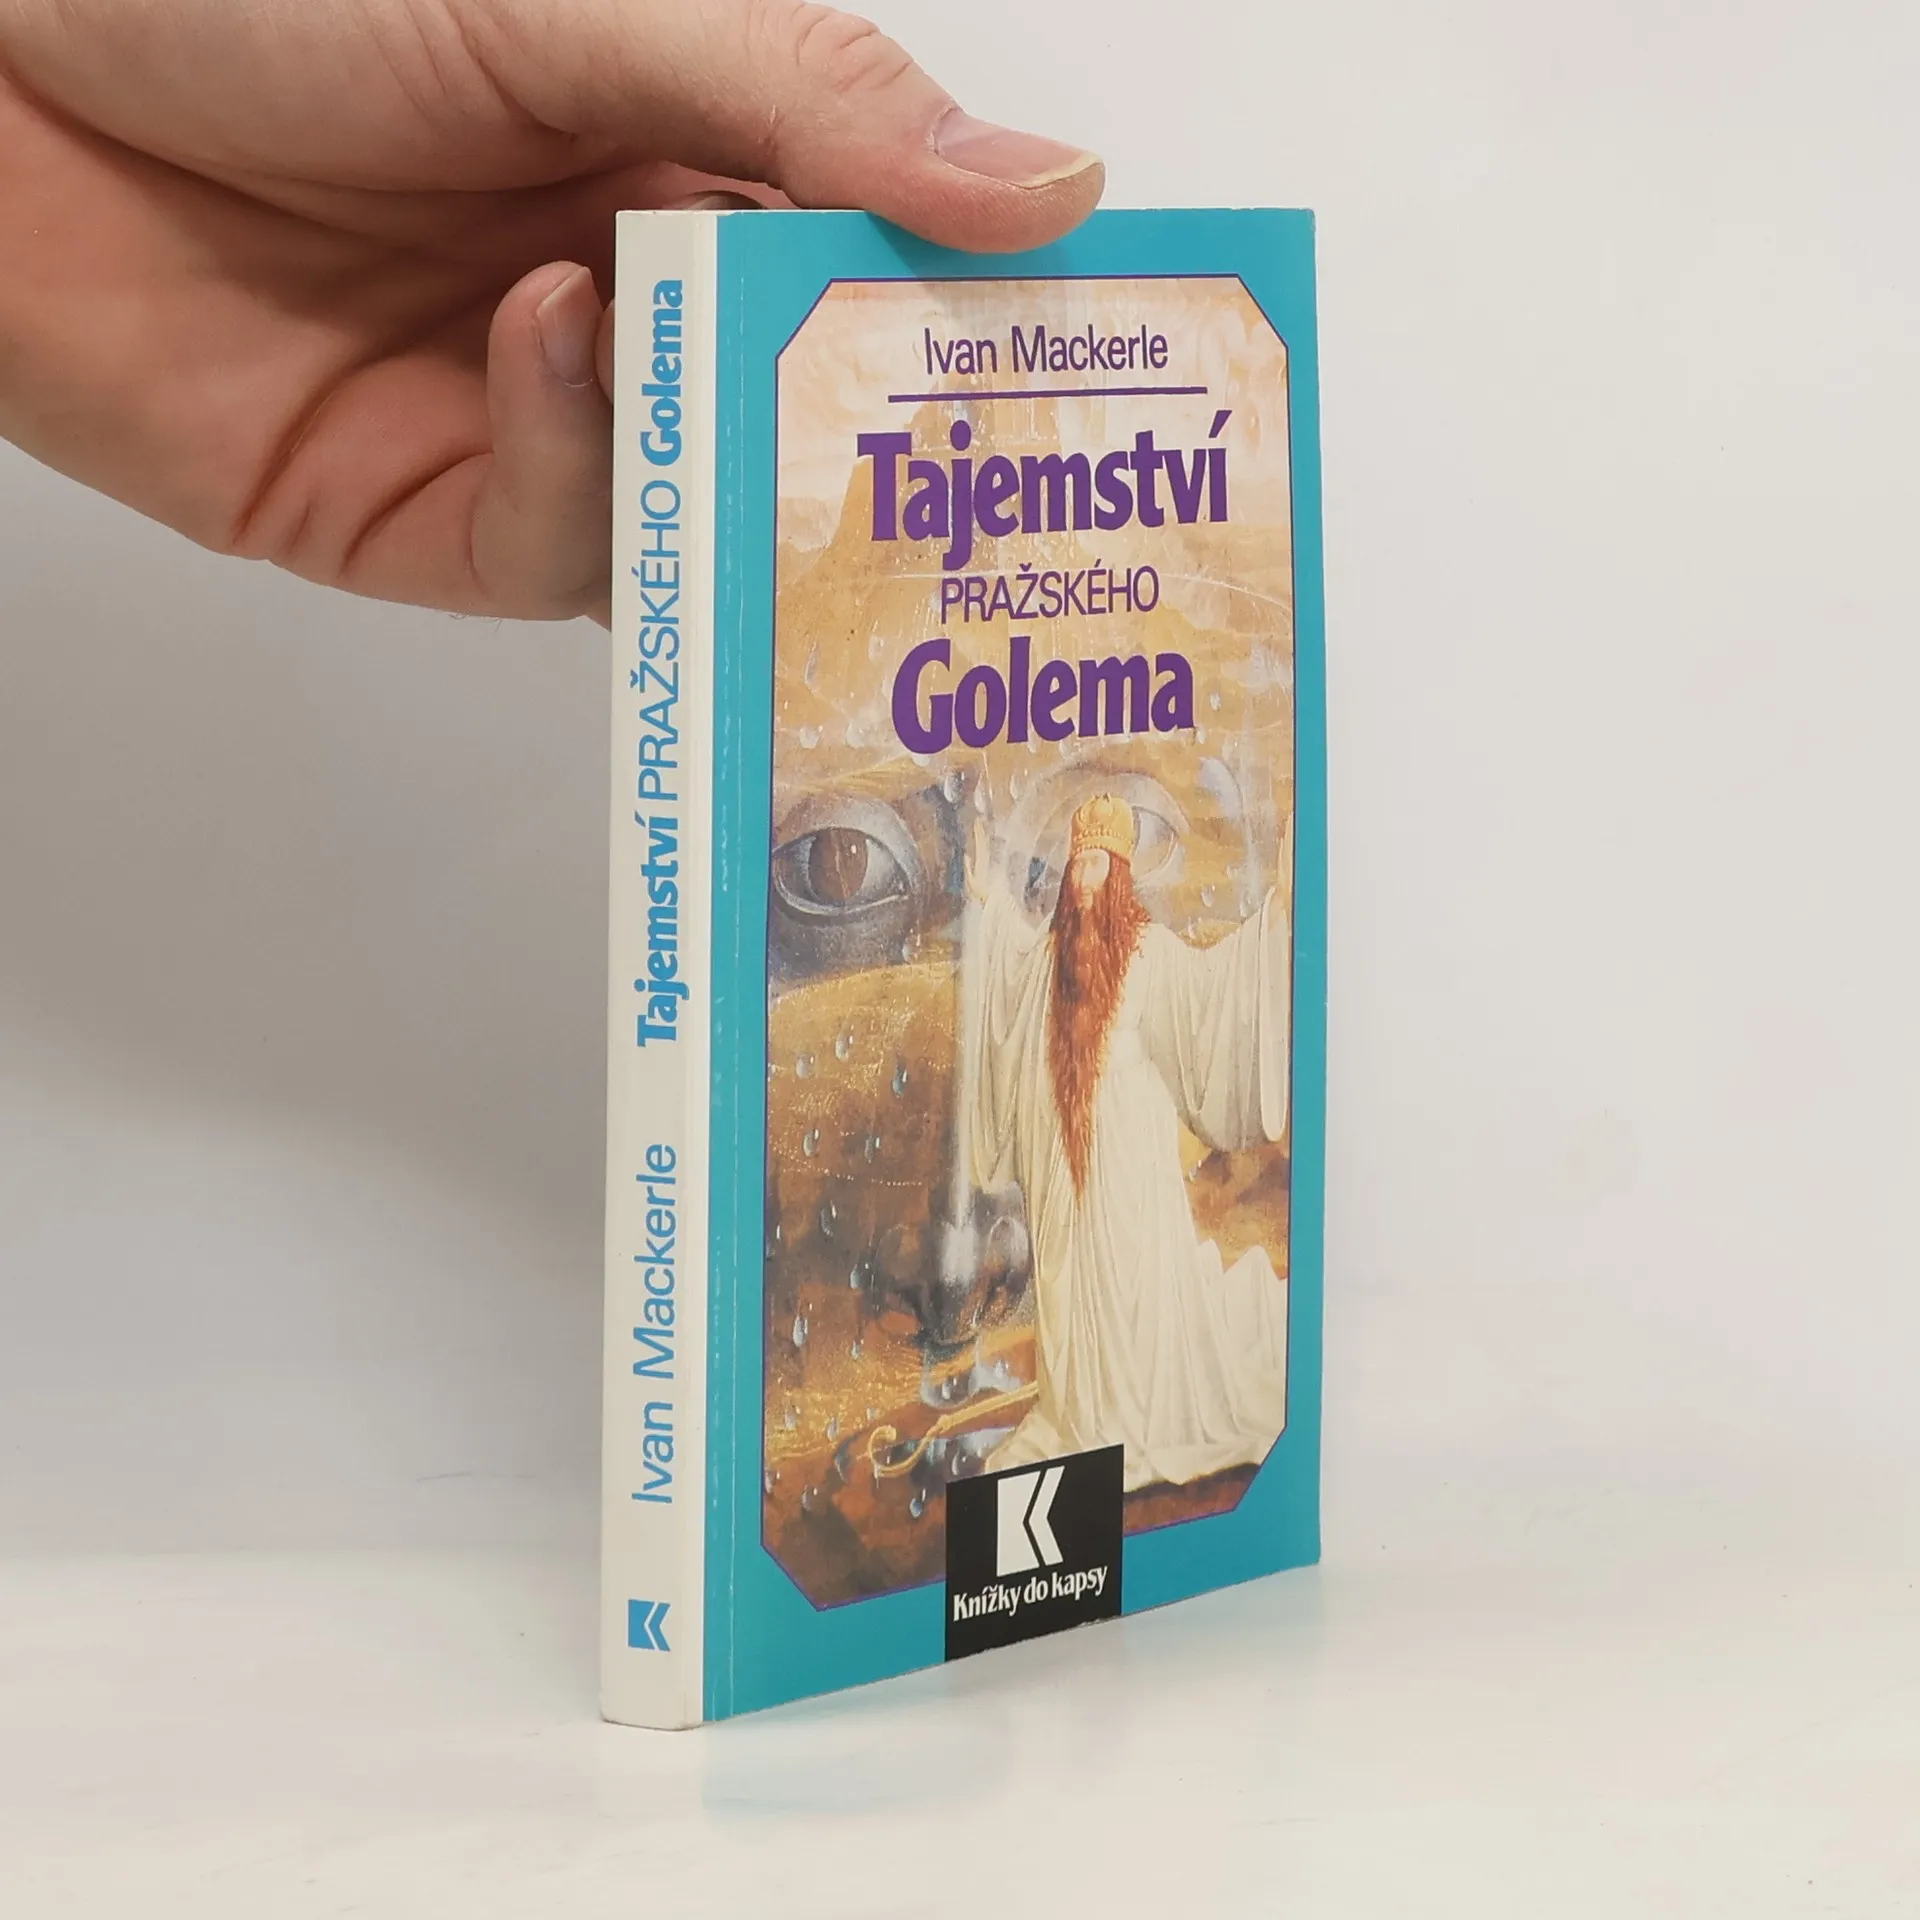 Ivan Mackerle
Tajemství
PRAŽSKÉHO
Golema
Knížky do kapsy
Ivan Mackerle Tajemství PRAŽSKÉHO Golema